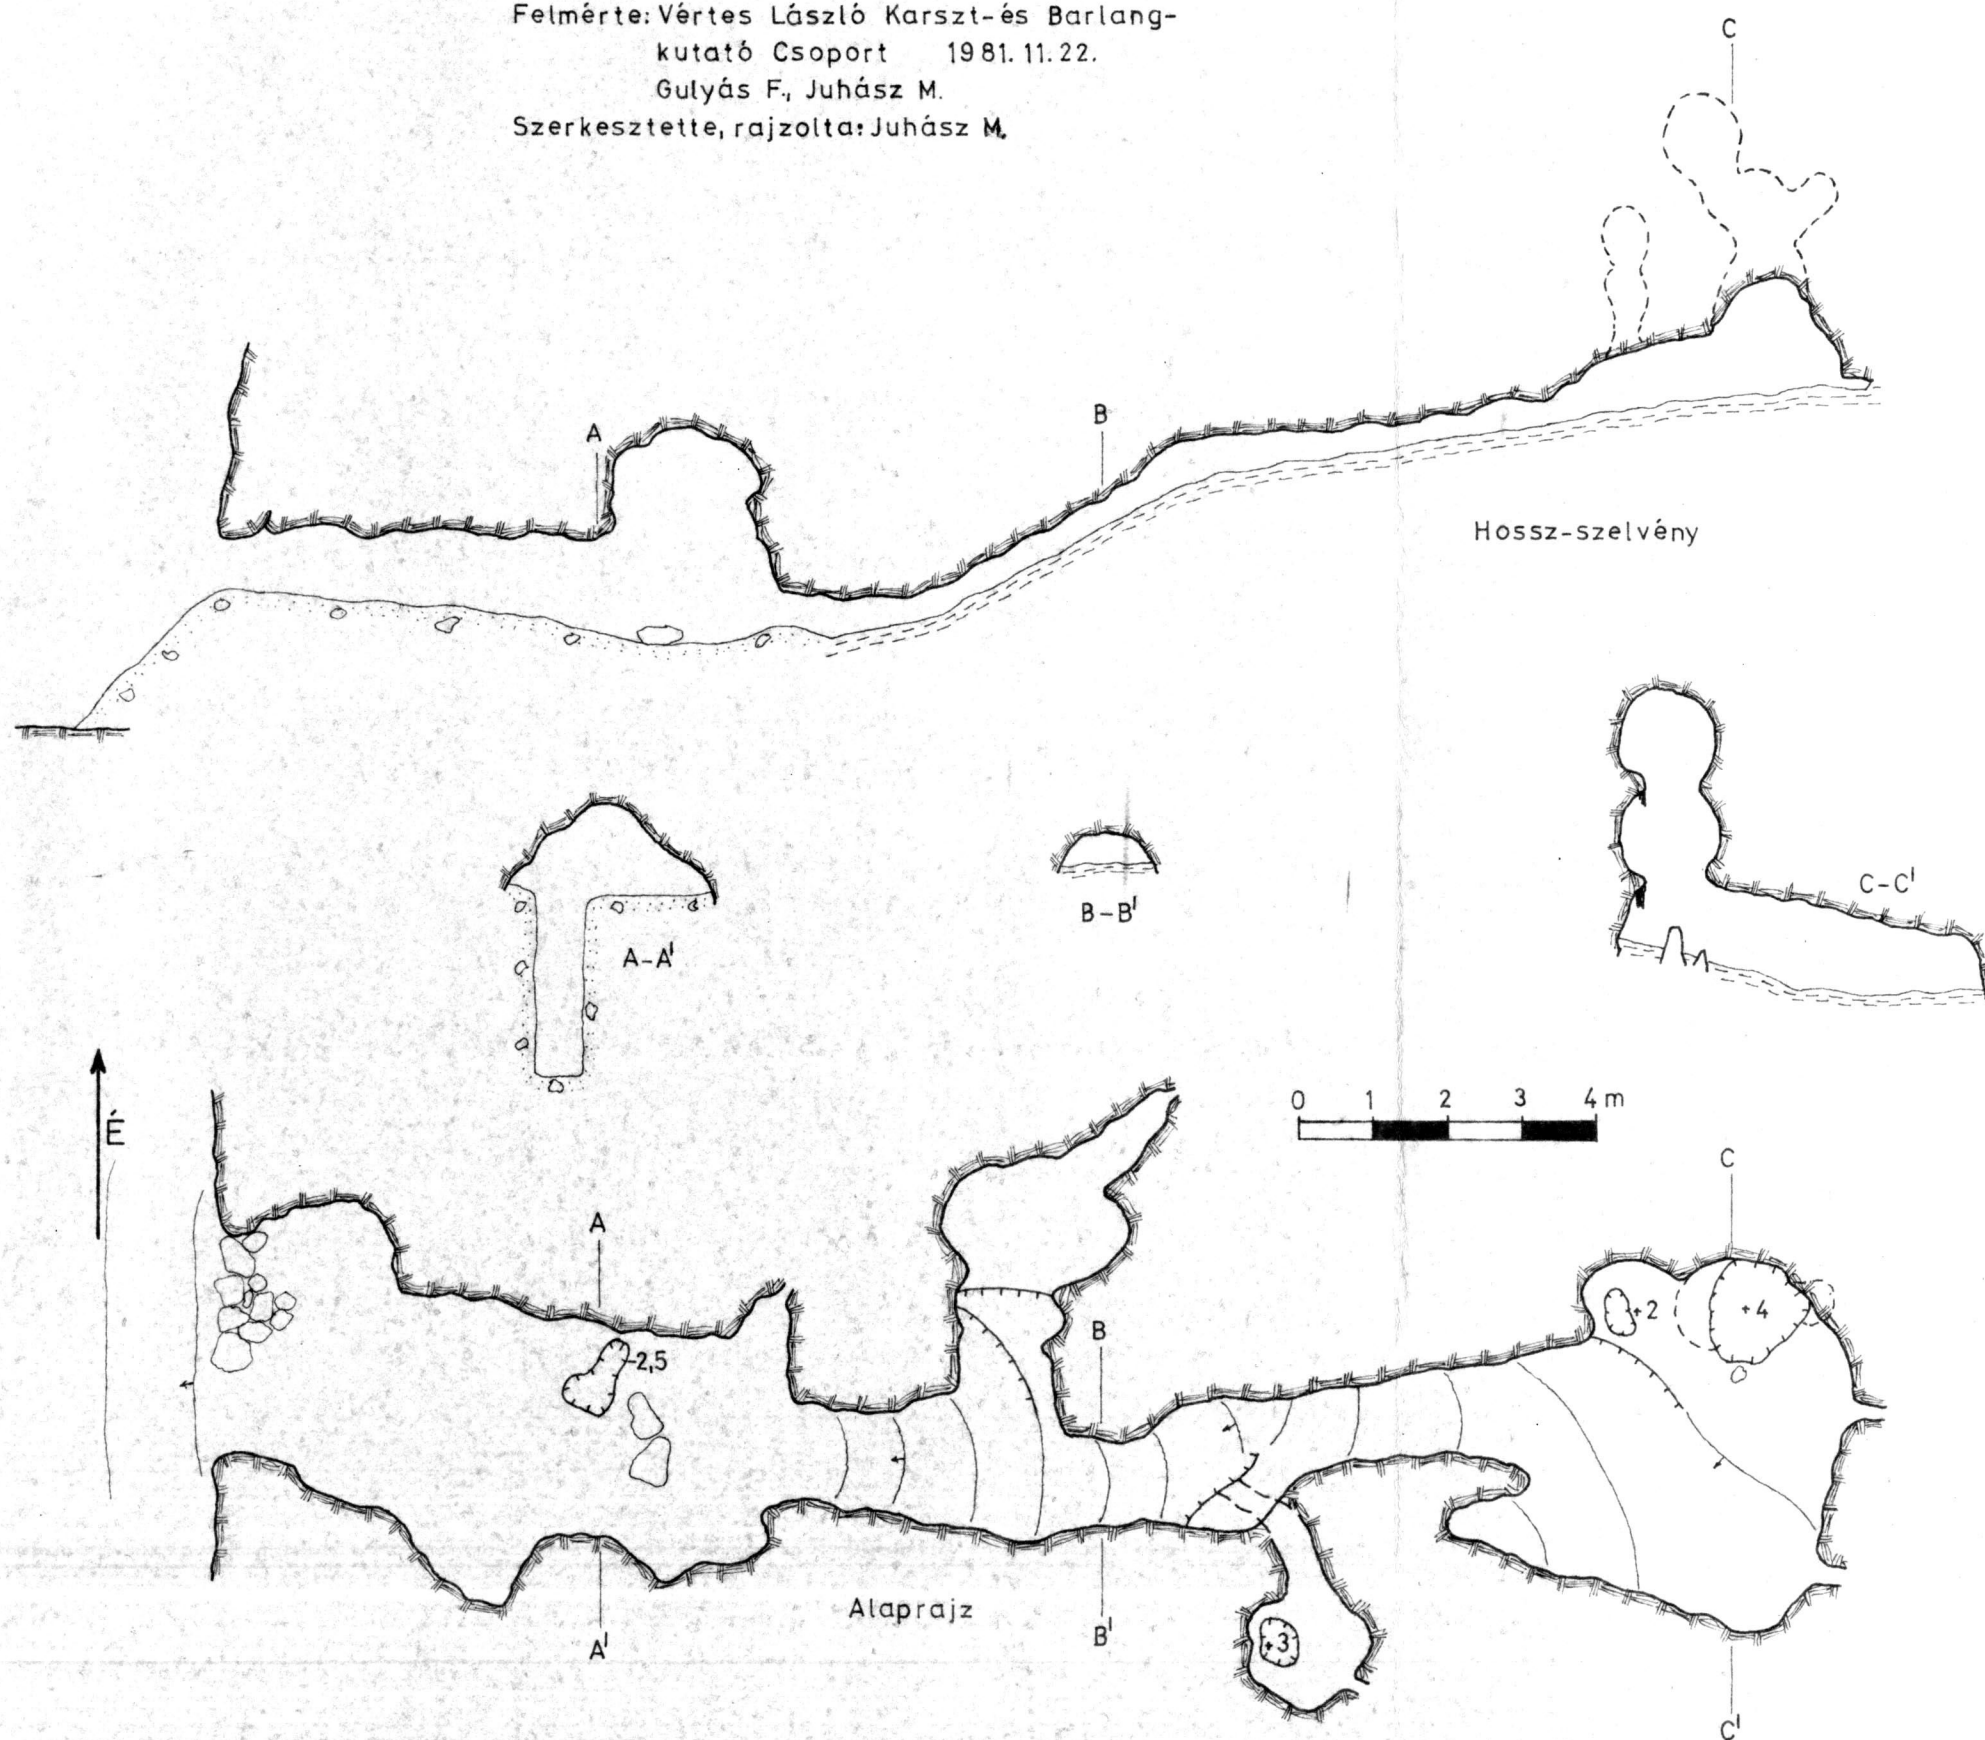 Felmérte: Vértes László Karszt-és Barlang-
kutató Csoport 1981. 11. 22.
Gulyás F., Juhász M.
Szerkesztette, rajzolta: Juhász M.
C
A
B
Hossz-szelvény
A-A'
B-B'
C-C'
É
0 1 2 3 4 m
A
B
C
-2,5
+2
+4
Alaprajz
+3
A'
B'
C'